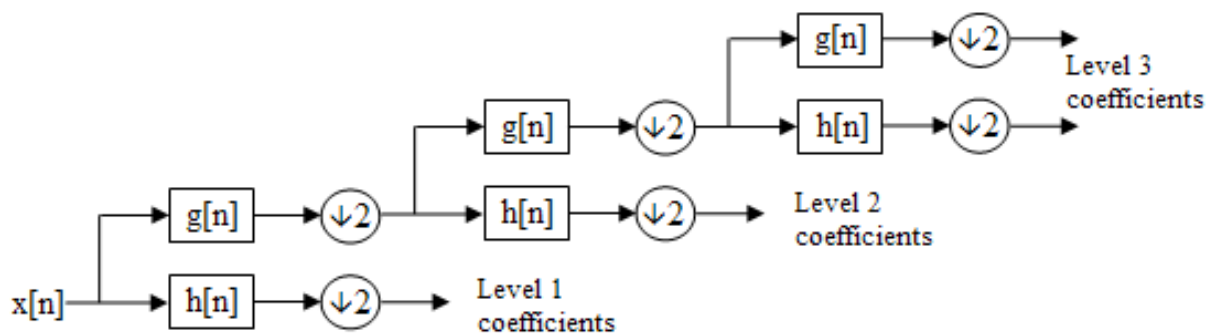 g[n]
↓2
Level 3
coefficients
g[n]
↓2
h[n]
↓2
g[n]
↓2
h[n]
↓2
Level 2
coefficients
x[n]
h[n]
↓2
Level 1
coefficients